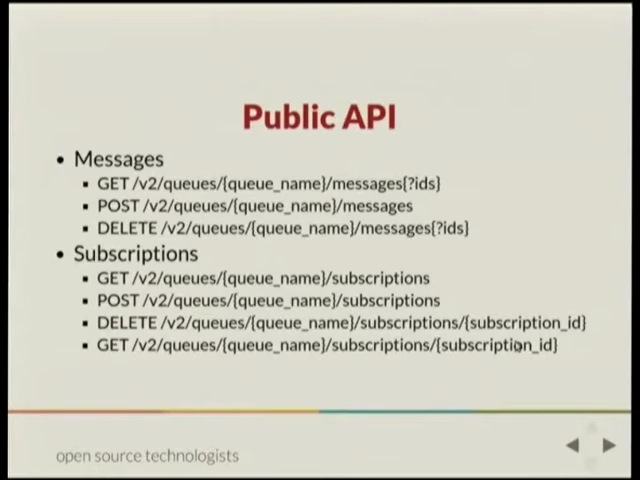 Public API
• Messages
▪ GET /v2/queues/{queue_name}/messages{?ids}
▪ POST /v2/queues/{queue_name}/messages
▪ DELETE /v2/queues/{queue_name}/messages{?ids}
• Subscriptions
▪ GET /v2/queues/{queue_name}/subscriptions
▪ POST /v2/queues/{queue_name}/subscriptions
▪ DELETE /v2/queues/{queue_name}/subscriptions/{subscription_id}
▪ GET /v2/queues/{queue_name}/subscriptions/{subscription_id}
open source technologists